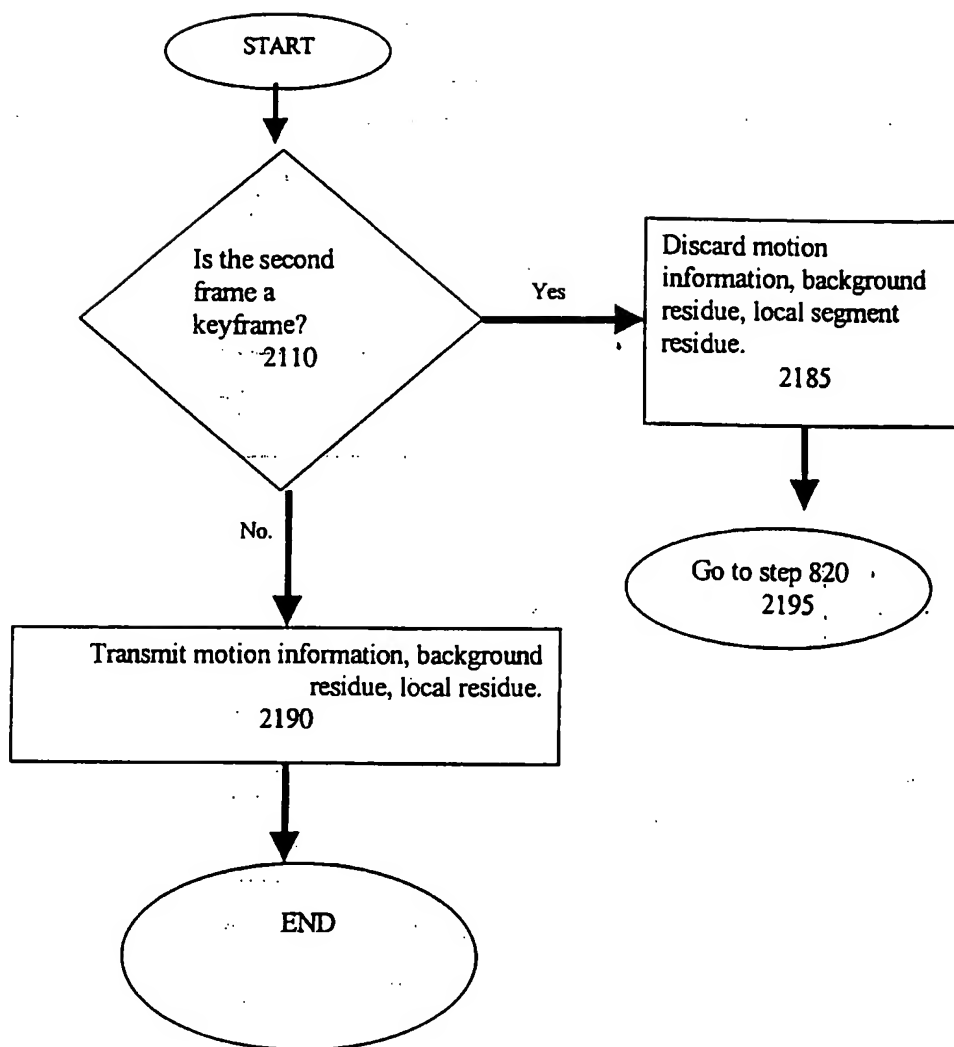 START
Is the second
frame a
keyframe?
2110
Yes
Discard motion
information, background
residue, local segment
residue.
2185
No.
Go to step 820
2195
Transmit motion information, background
residue, local residue.
2190
END